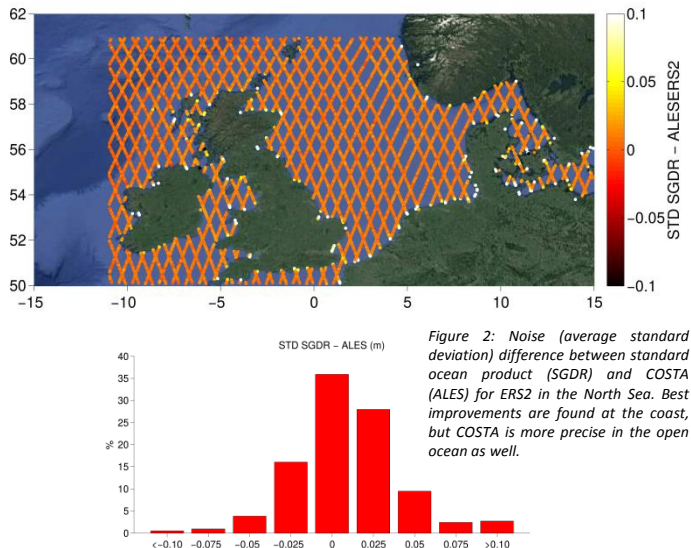 62
60
58
56
54
52
50
−15
−10
−5
0
5
10
15
0.1
0.05
0
−0.05
−0.1
STD SGDR − ALESERS2
STD SGDR − ALES (m)
40
35
30
25
20
15
10
5
0
%
<−0.10 −0.075 −0.05 −0.025 0 0.025 0.05 0.075 >0.10
Figure 2: Noise (average standard
deviation) difference between standard
ocean product (SGDR) and COSTA
(ALES) for ERS2 in the North Sea. Best
improvements are found at the coast,
but COSTA is more precise in the open
ocean as well.